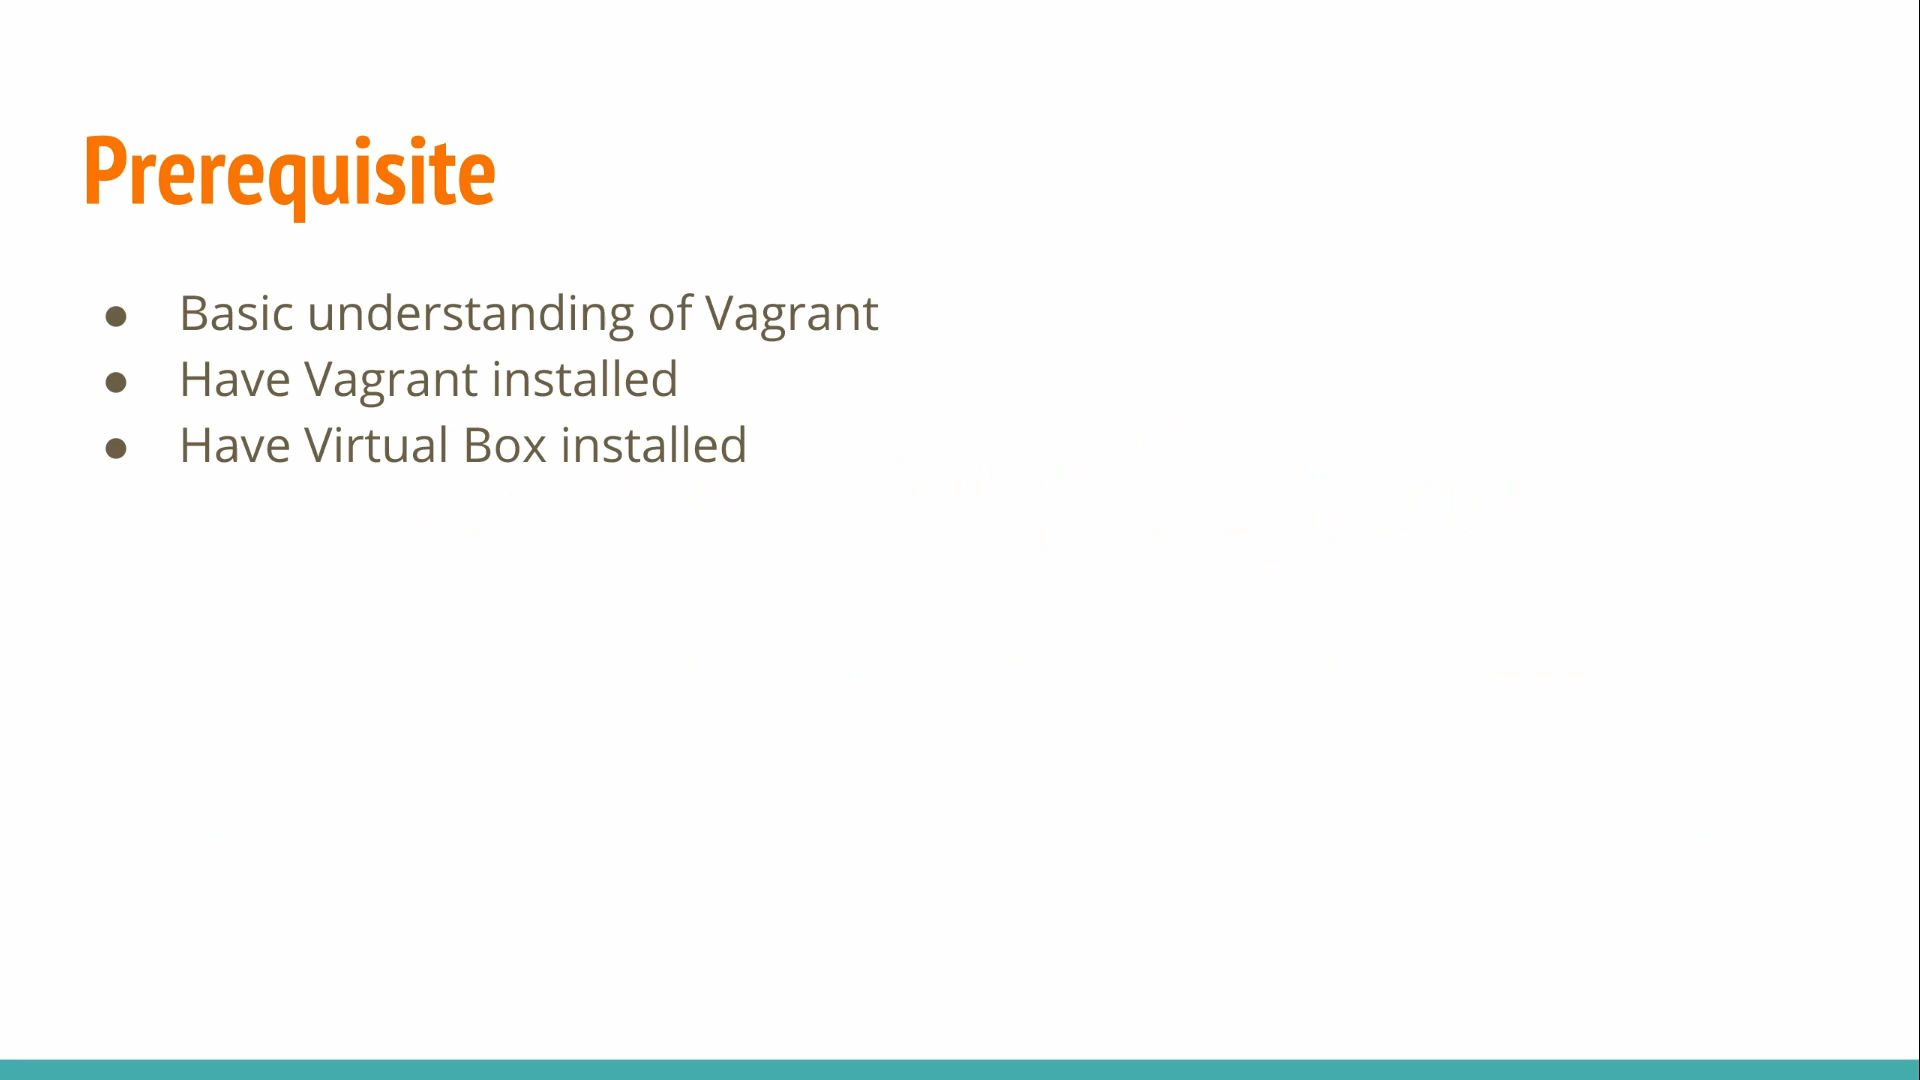 Prerequisite
● Basic understanding of Vagrant
● Have Vagrant installed
● Have Virtual Box installed